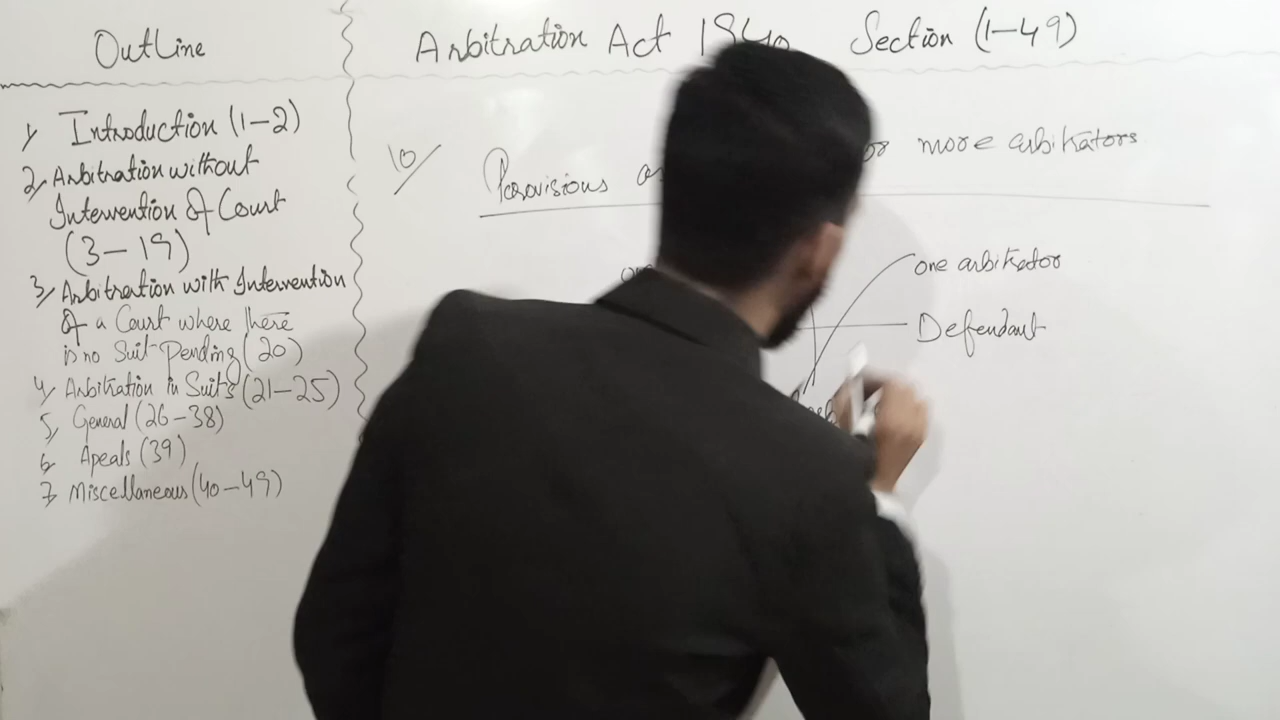 Outline
1, Introduction (1-2)
2, Arbitration without
Intervention Of Court
(3-19)
3, Arbitration with Intervention
Of a Court where there
is no Suit pending (20)
4, Arbitration in Suits (21-25)
5, General (26-38)
6, Apeals (39)
7, Miscellaneous (40-49)
Arbitration Act 1940 Section (1-49)
10/ Provisions or more arbitrators
one arbitrator
Defendant